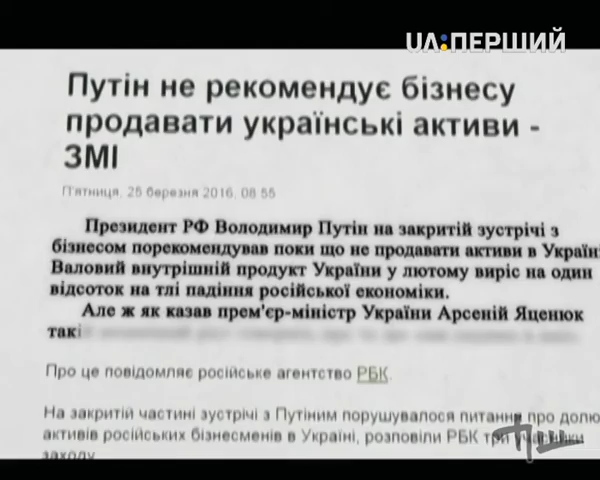 UA:ПЕРШИЙ
Путін не рекомендує бізнесу
продавати українські активи -
ЗМІ
П'ятниця, 25 березня 2016, 08:55
Президент РФ Володимир Путін на закритій зустрічі з
бізнесом порекомендував поки що не продавати активи в Україні
Валовий внутрішній продукт України у лютому виріс на один
відсоток на тлі падіння російської економіки.
Але ж як казав прем'єр-міністр України Арсеній Яценюк
такі
Про це повідомляє російське агентство РБК.
На закритій частині зустрічі з Путіним порушувалося питання про долю
активів російських бізнесменів в Україні, розповіли РБК три учасники
заходу